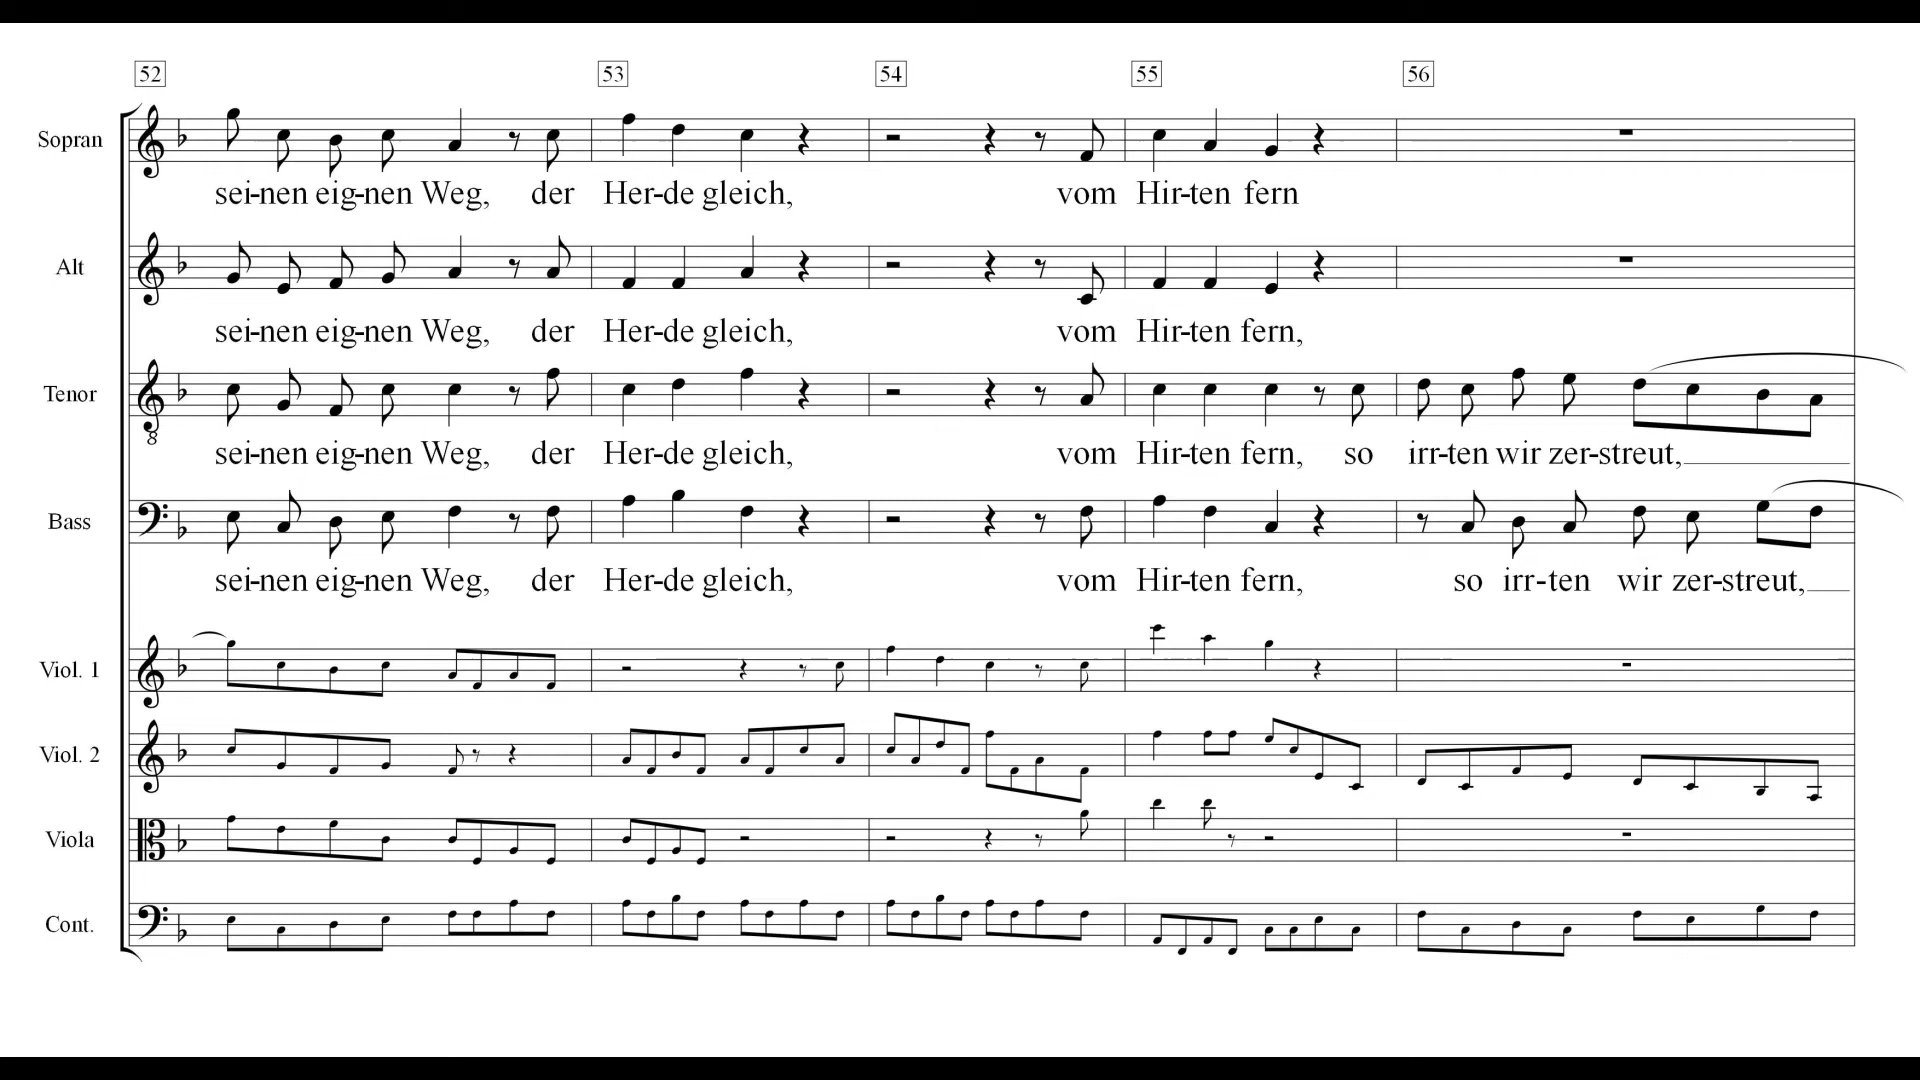 52 53 54 55 56
Sopran
sei-nen eig-nen Weg, der Her-de gleich, vom Hir-ten fern
Alt
sei-nen eig-nen Weg, der Her-de gleich, vom Hir-ten fern,
Tenor
8
sei-nen eig-nen Weg, der Her-de gleich, vom Hir-ten fern, so irr-ten wir zer-streut,
Bass
sei-nen eig-nen Weg, der Her-de gleich, vom Hir-ten fern, so irr-ten wir zer-streut,
Viol. 1
Viol. 2
Viola
Cont.